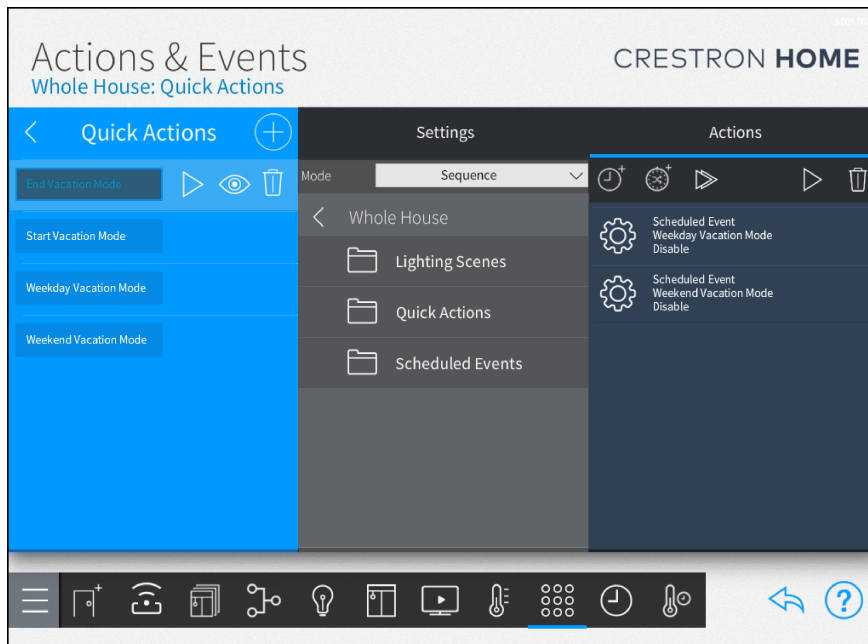 Actions & Events
Whole House: Quick Actions
CRESTRON HOME
Quick Actions
Settings
Actions
End Vacation Mode
Mode
Sequence
Start Vacation Mode
Whole House
Scheduled Event
Weekday Vacation Mode
Disable
Lighting Scenes
Weekday Vacation Mode
Quick Actions
Scheduled Event
Weekend Vacation Mode
Disable
Weekend Vacation Mode
Scheduled Events
?